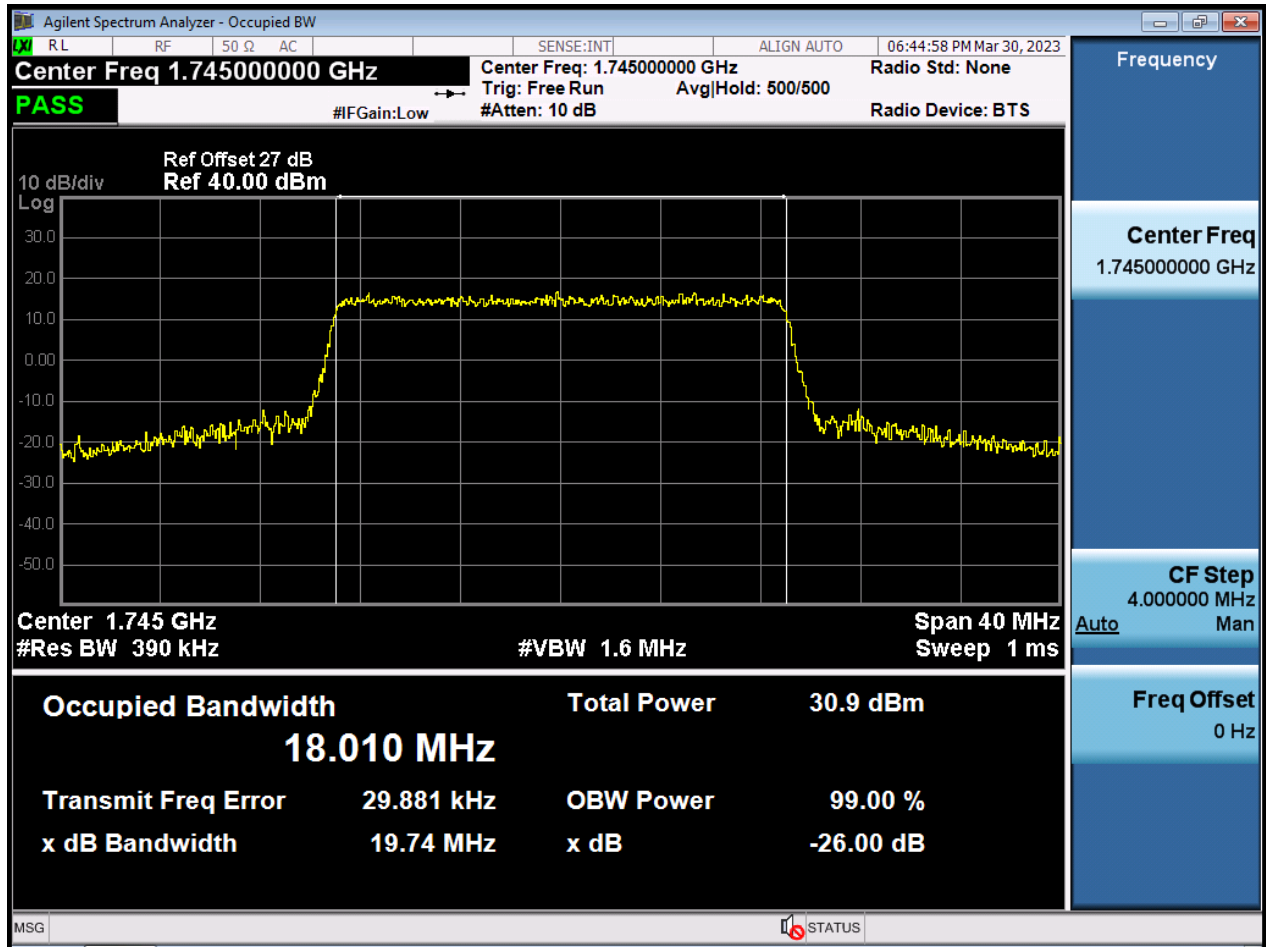 Agilent Spectrum Analyzer - Occupied BW
LXI RL RF 50 Ω AC SENSE:INT ALIGN AUTO 06:44:58 PM Mar 30, 2023
Center Freq 1.745000000 GHz
Center Freq: 1.745000000 GHz
Radio Std: None
Trig: Free Run Avg|Hold: 500/500
PASS
#IFGain:Low
#Atten: 10 dB
Radio Device: BTS
Ref Offset 27 dB
10 dB/div Ref 40.00 dBm
Log
30.0
20.0
10.0
0.00
-10.0
-20.0
-30.0
-40.0
-50.0
Center 1.745 GHz Span 40 MHz
#Res BW 390 kHz #VBW 1.6 MHz Sweep 1 ms
Occupied Bandwidth Total Power 30.9 dBm
18.010 MHz
Transmit Freq Error 29.881 kHz OBW Power 99.00 %
x dB Bandwidth 19.74 MHz x dB -26.00 dB
Frequency
Center Freq
1.745000000 GHz
CF Step
4.000000 MHz
Auto Man
Freq Offset
0 Hz
MSG STATUS